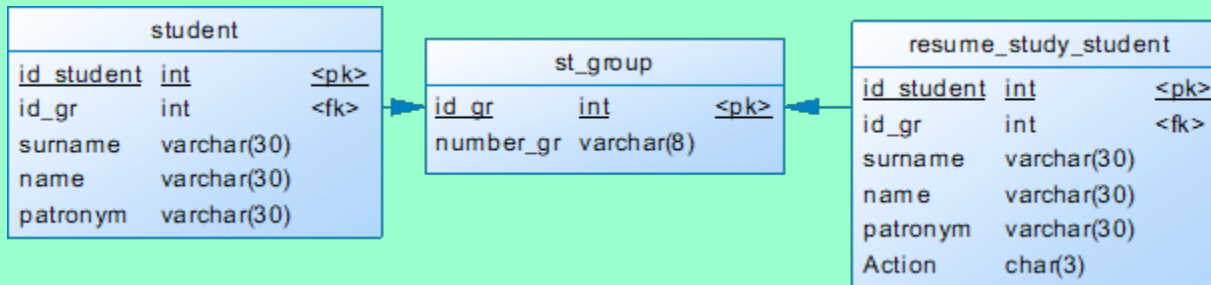 student
id_student int <pk>
id_gr int <fk>
surname varchar(30)
name varchar(30)
patronym varchar(30)
st_group
id_gr int <pk>
number_gr varchar(8)
resume_study_student
id_student int <pk>
id_gr int <fk>
surname varchar(30)
name varchar(30)
patronym varchar(30)
Action char(3)